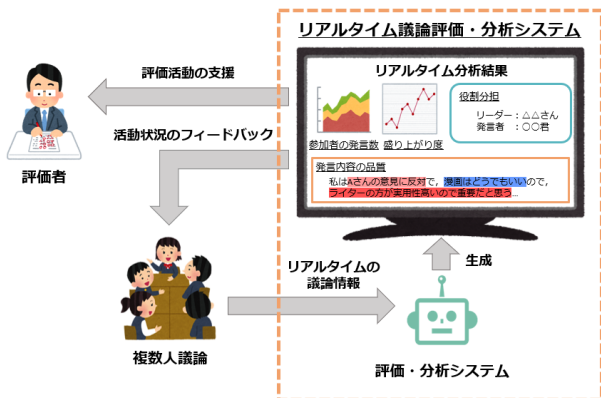 リアルタイム議論評価・分析システム
リアルタイム分析結果
役割分担
リーダー：△△さん
発言者　：〇〇君
参加者の発言数 盛り上がり度
発言内容の品質
私はAさんの意見に反対で，漫画はどうでもいいので，
ライターの方が実用性高いので重要だと思う…
評価活動の支援
活動状況のフィードバック
評価者
生成
リアルタイムの
議論情報
複数人議論
評価・分析システム